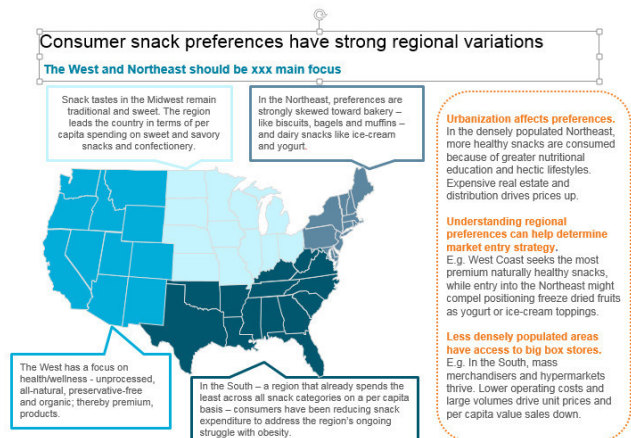 Consumer snack preferences have strong regional variations
The West and Northeast should be xxx main focus
Snack tastes in the Midwest remain
traditional and sweet. The region
leads the country in terms of per
capita spending on sweet and savory
snacks and confectionery.
In the Northeast, preferences are
strongly skewed toward bakery –
like biscuits, bagels and muffins –
and dairy snacks like ice-cream
and yogurt.
The West has a focus on
health/wellness - unprocessed,
all-natural, preservative-free
and organic; thereby premium,
products.
In the South – a region that already spends the
least across all snack categories on a per capita
basis – consumers have been reducing snack
expenditure to address the region's ongoing
struggle with obesity.
Urbanization affects preferences.
In the densely populated Northeast,
more healthy snacks are consumed
because of greater nutritional
education and hectic lifestyles.
Expensive real estate and
distribution drives prices up.
Understanding regional
preferences can help determine
market entry strategy.
E.g. West Coast seeks the most
premium naturally healthy snacks,
while entry into the Northeast might
compel positioning freeze dried fruits
as yogurt or ice-cream toppings.
Less densely populated areas
have access to big box stores.
E.g. In the South, mass
merchandisers and hypermarkets
thrive. Lower operating costs and
large volumes drive unit prices and
per capita value sales down.